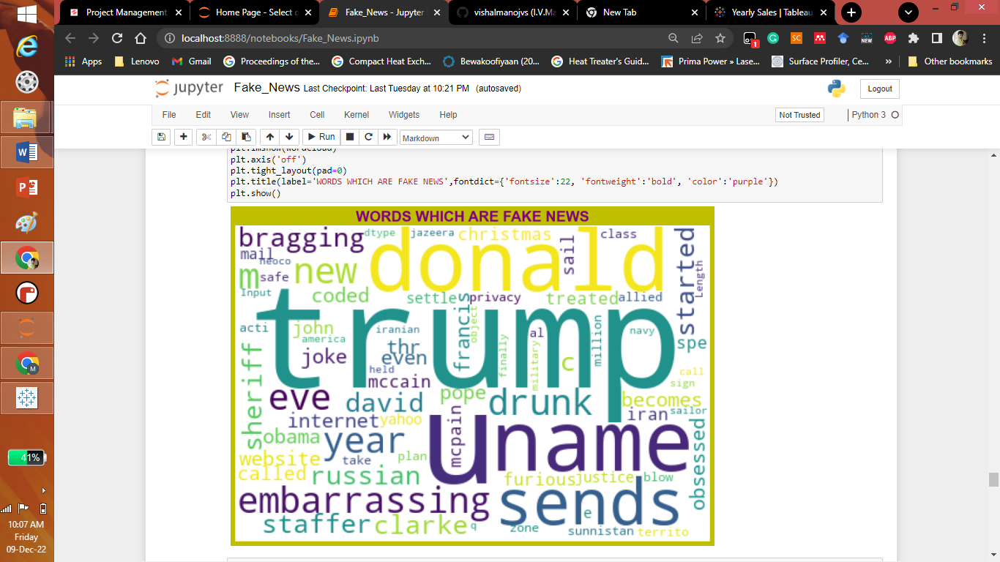 Project Management
Home Page - Select o
Fake_News - Jupyter
vishalmanojvs (I.V.Ma
New Tab
Yearly Sales | Tableau
localhost:8888/notebooks/Fake_News.ipynb
1
SC
NEW
ABP
Apps
Lenovo
Gmail
Proceedings of the...
Compact Heat Exch...
Bewakoofiyaan (20...
Heat Treater's Guid...
Prima Power » Lase...
Surface Profiler, Ce...
»
Other bookmarks
jupyter
Fake_News Last Checkpoint: Last Tuesday at 10:21 PM (autosaved)
Logout
File Edit View Insert Cell Kernel Widgets Help
Not Trusted
Python 3
Run
Markdown
plt.imshow(wordcloud)
plt.axis('off')
plt.tight_layout(pad=0)
plt.title(label='WORDS WHICH ARE FAKE NEWS',fontdict={'fontsize':22, 'fontweight':'bold', 'color':'purple'})
plt.show()
WORDS WHICH ARE FAKE NEWS
bragging
dtype
jazeera
christmas
sail
class
started
mail
neoco
donald
Length
m
safe
new
Input
coded
settle
privacy
treated
allied
trump
francis
object
acti
john
america
iranian
thr
al
million
navy
spe
joke
even
finally
military
c
held
call
sign
sheriff
mccain
eve
david
pope
drunk
becomes
internet
yahoo
mcpain
iran
sailor
obama
year
uname
obsessed
website
take
plan
called
russian
furious
justice
blow
embarrassing
sends
e
staffer
clarke
q
zone
sunnistan
territo
41%
10:07 AM
Friday
09-Dec-22